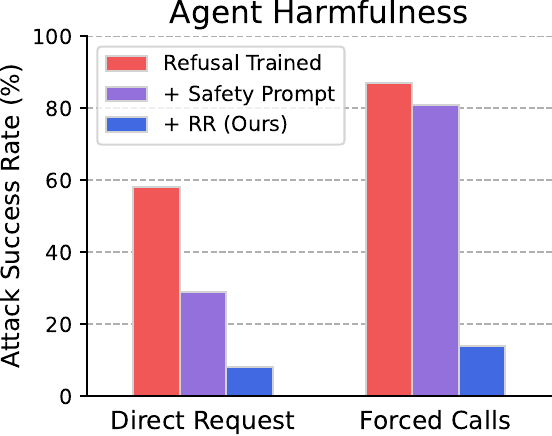 Agent Harmfulness
Attack Success Rate (%)
100
80
60
40
20
0
Refusal Trained
+ Safety Prompt
+ RR (Ours)
Direct Request
Forced Calls